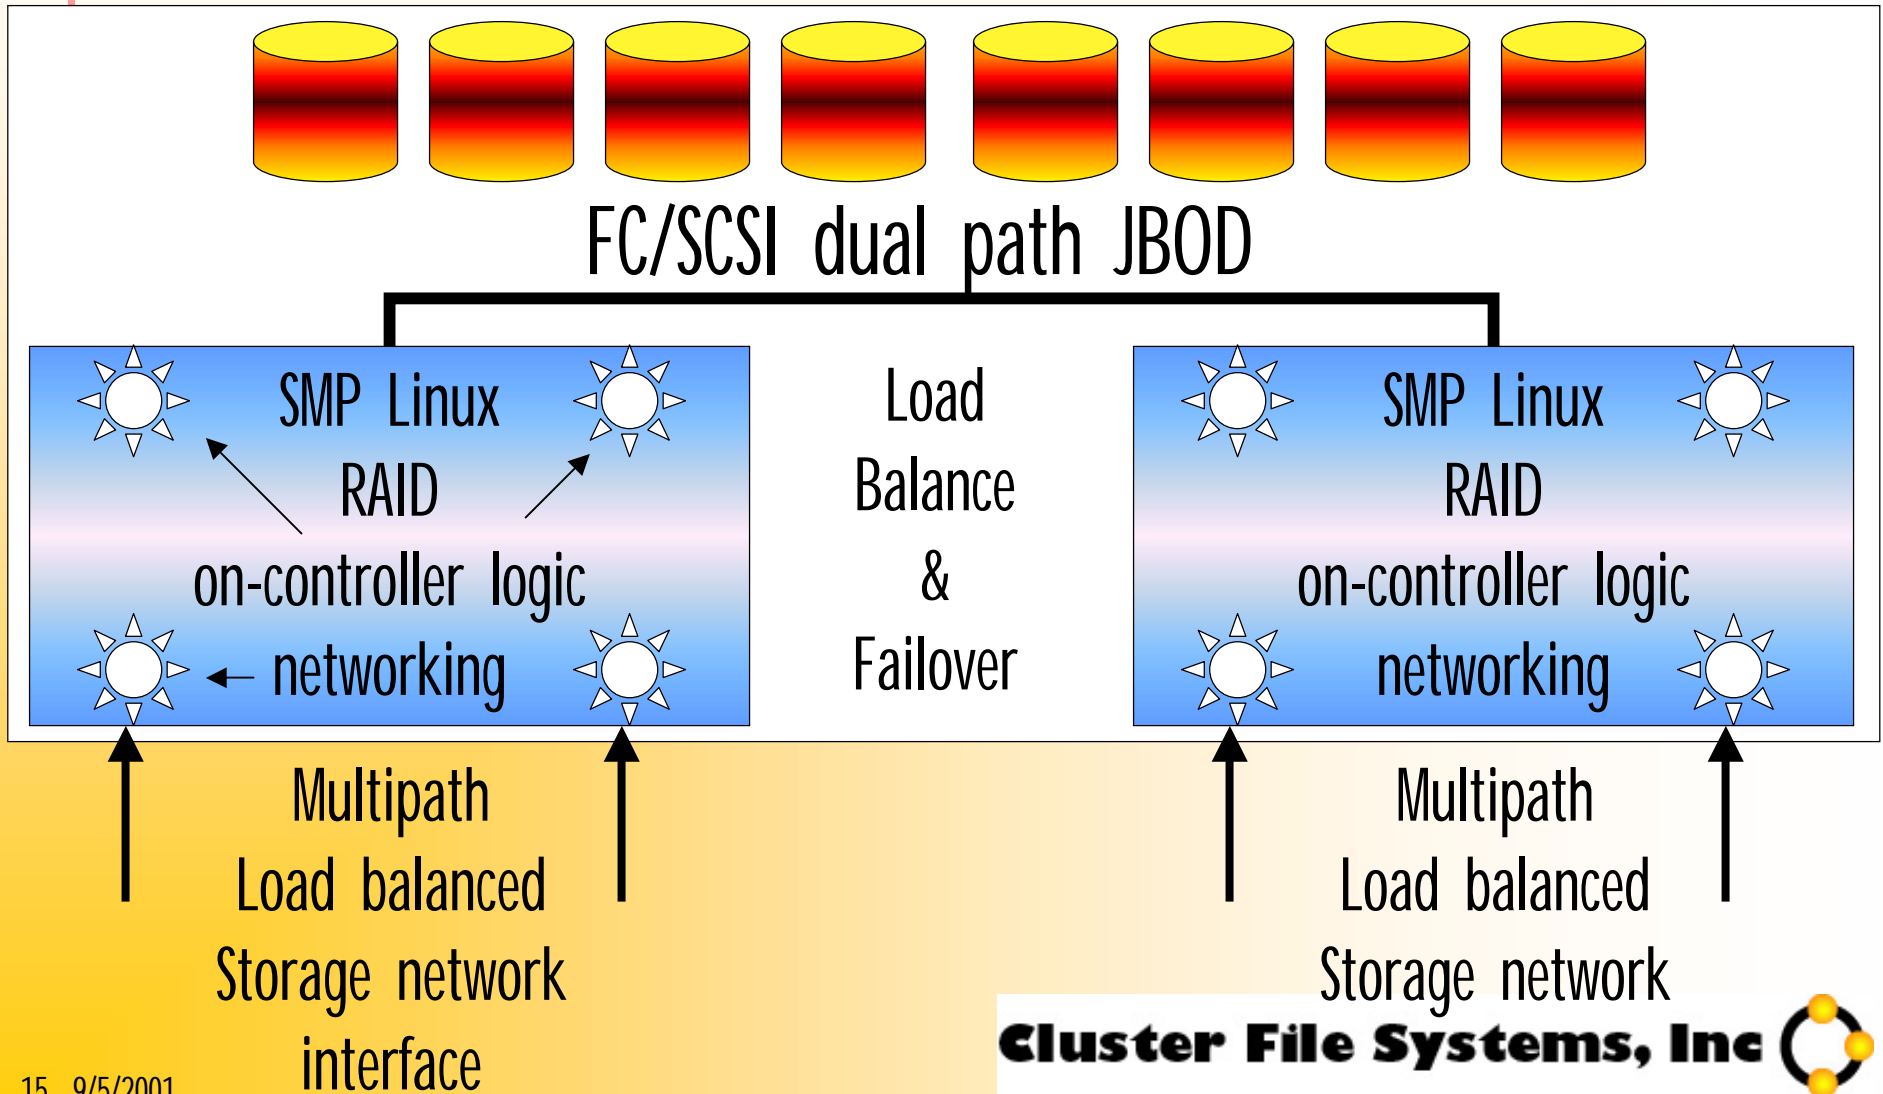 FC/SCSI dual path JBOD
SMP Linux
RAID
on-controller logic
networking
Load
Balance
&
Failover
SMP Linux
RAID
on-controller logic
networking
Multipath
Load balanced
Storage network
interface
Multipath
Load balanced
Storage network
Cluster File Systems, Inc
15 9/5/2001